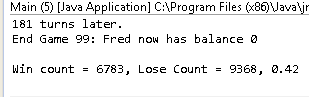 Main (5) [Java Application] C:\Program Files (x86)\Java\jr
181 turns later.
End Game 99: Fred now has balance 0
Win count = 6783, Lose Count = 9368, 0.42